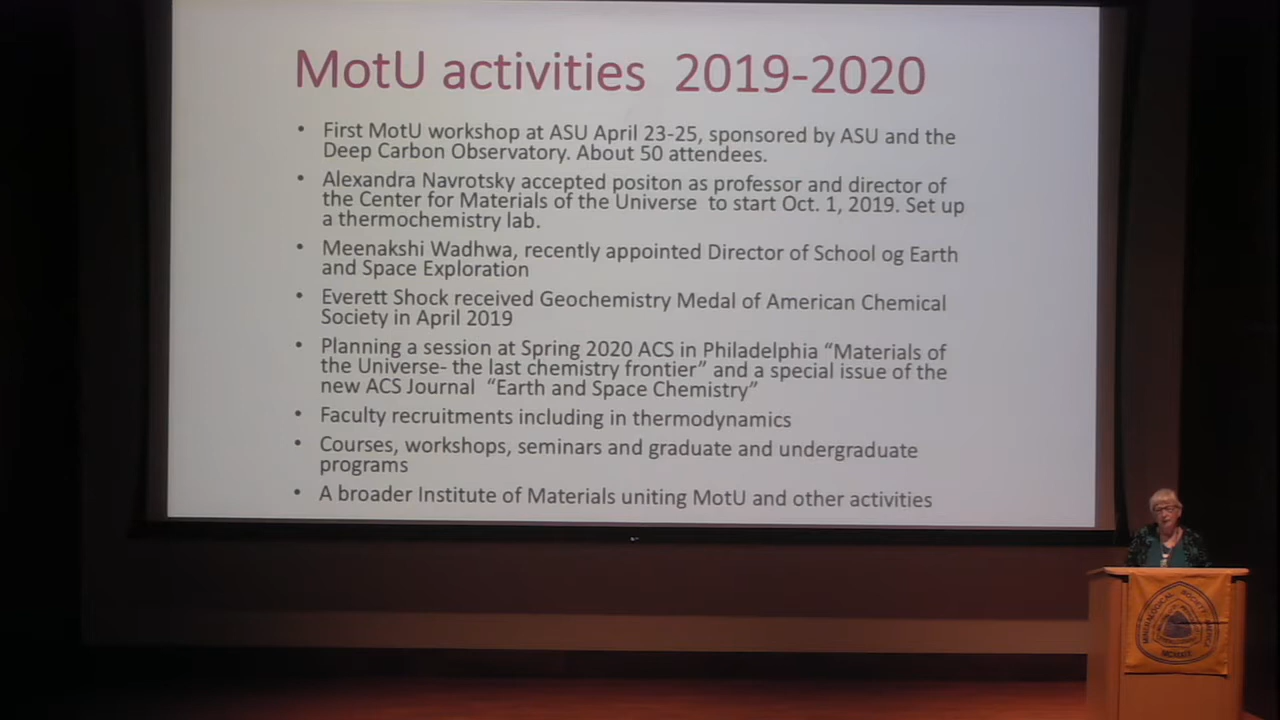 MotU activities 2019-2020
• First MotU workshop at ASU April 23-25, sponsored by ASU and the
Deep Carbon Observatory. About 50 attendees.
• Alexandra Navrotsky accepted positon as professor and director of
the Center for Materials of the Universe to start Oct. 1, 2019. Set up
a thermochemistry lab.
• Meenakshi Wadhwa, recently appointed Director of School og Earth
and Space Exploration
• Everett Shock received Geochemistry Medal of American Chemical
Society in April 2019
• Planning a session at Spring 2020 ACS in Philadelphia “Materials of
the Universe- the last chemistry frontier” and a special issue of the
new ACS Journal “Earth and Space Chemistry”
• Faculty recruitments including in thermodynamics
• Courses, workshops, seminars and graduate and undergraduate
programs
• A broader Institute of Materials uniting MotU and other activities
MINERALOGICAL SOCIETY AMERICA
MCMXIX